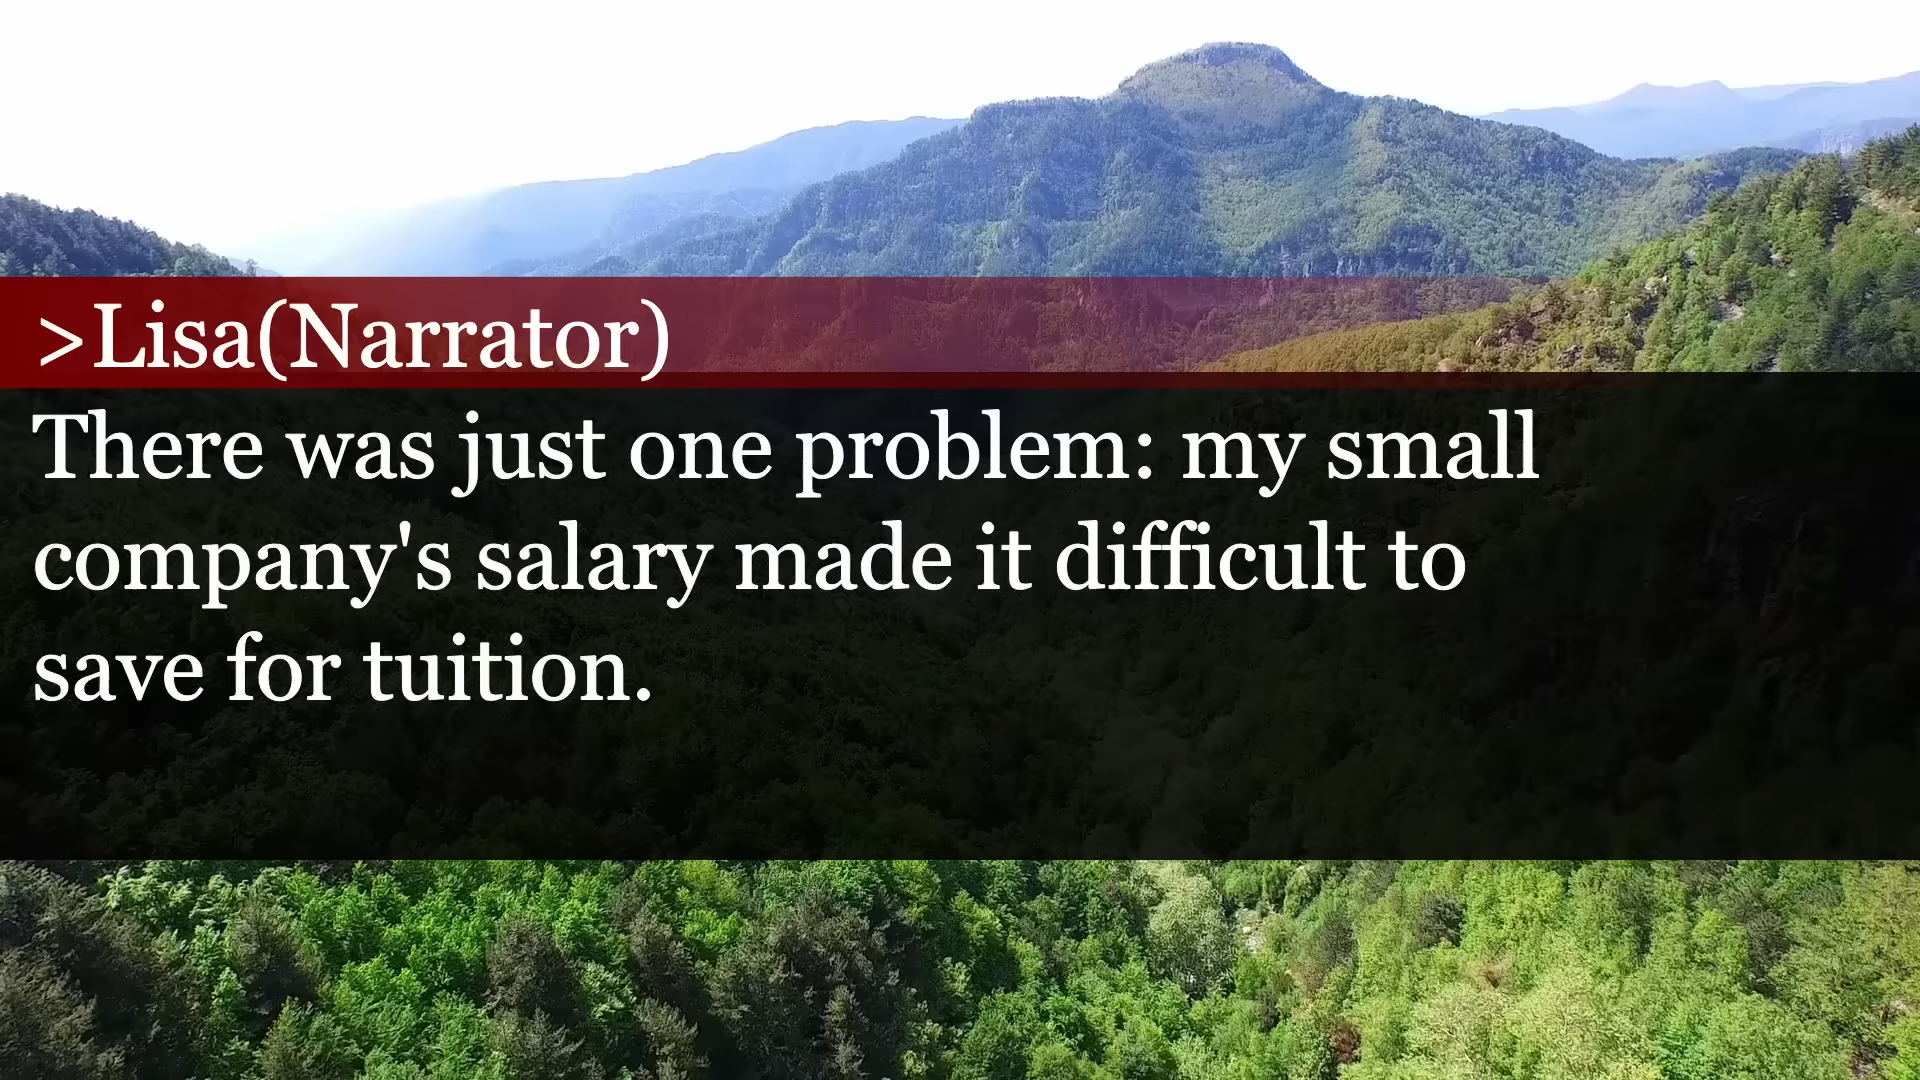 >Lisa(Narrator)
There was just one problem: my small
company's salary made it difficult to
save for tuition.